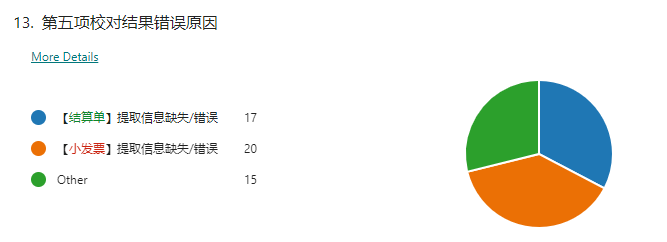 13. 第五项校对结果错误原因
More Details
【结算单】提取信息缺失/错误 17
【小发票】提取信息缺失/错误 20
Other 15